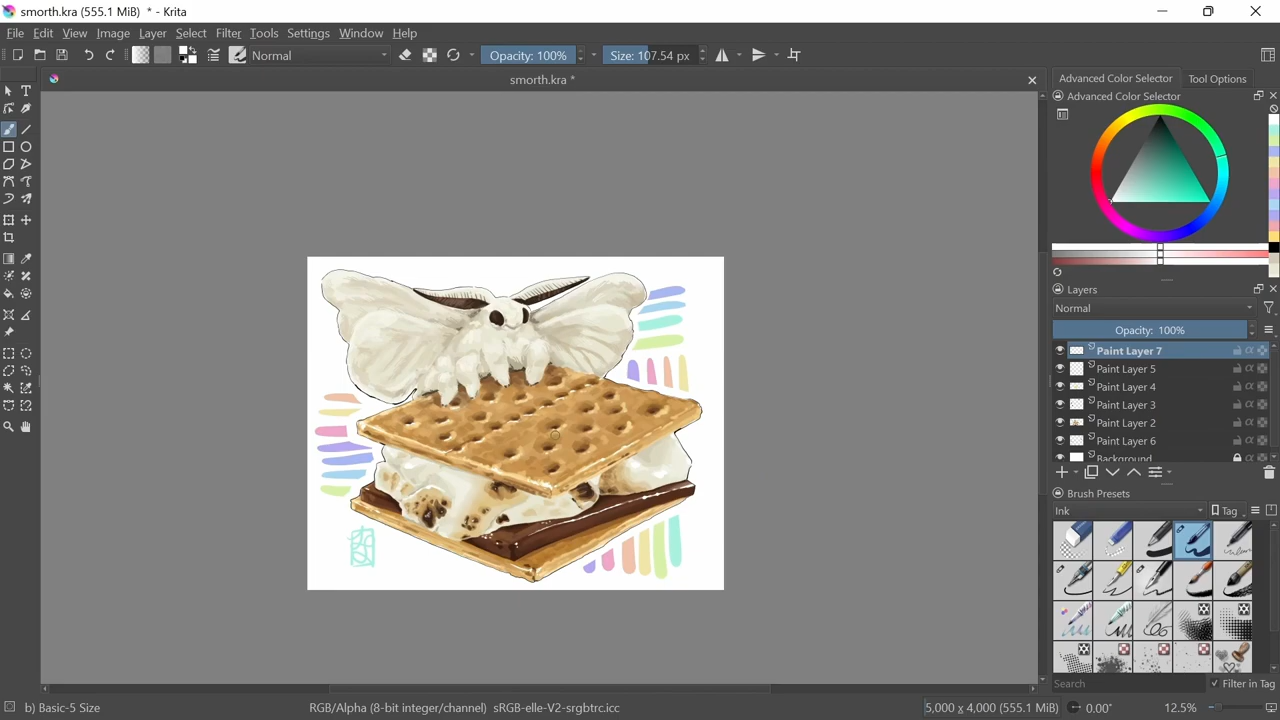 smorth.kra (555.1 MiB) * - Krita
File Edit View Image Layer Select Filter Tools Settings Window Help
Normal Opacity: 100% Size: 107.54 px
smorth.kra *
Advanced Color Selector Tool Options
Advanced Color Selector
Layers
Normal
Opacity: 100%
Paint Layer 7
Paint Layer 5
Paint Layer 4
Paint Layer 3
Paint Layer 2
Paint Layer 6
Background
Brush Presets
Ink Tag
Search Filter in Tag
b) Basic-5 Size RGB/Alpha (8-bit integer/channel) sRGB-elle-V2-srgbtrc.icc 5,000 x 4,000 (555.1 MiB) 0.00° 12.5%